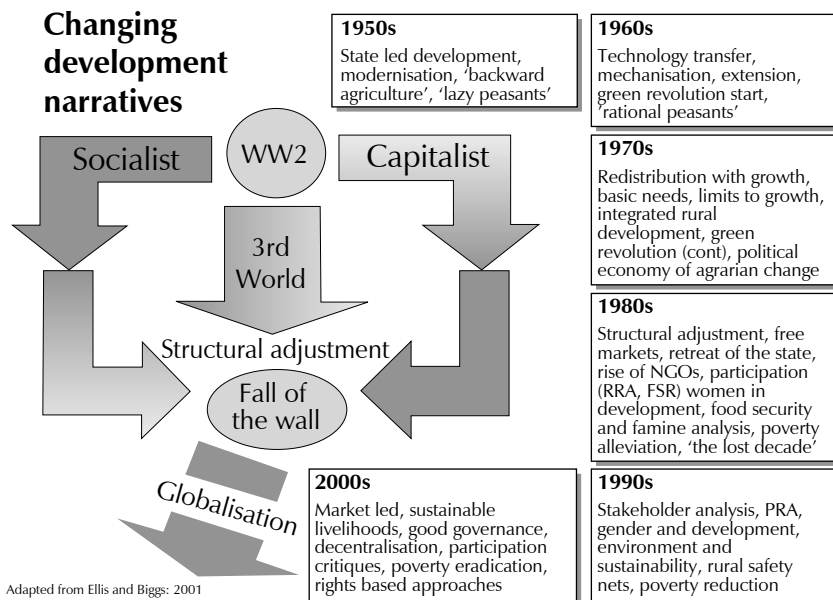 Changing
development
narratives
1950s
State led development,
modernisation, ‘backward
agriculture’, ‘lazy peasants’
1960s
Technology transfer,
mechanisation, extension,
green revolution start,
’rational peasants’
Socialist
WW2
Capitalist
3rd
World
Structural adjustment
Fall of
the wall
Globalisation
1970s
Redistribution with growth,
basic needs, limits to growth,
integrated rural
development, green
revolution (cont), political
economy of agrarian change
1980s
Structural adjustment, free
markets, retreat of the state,
rise of NGOs, participation
(RRA, FSR) women in
development, food security
and famine analysis, poverty
alleviation, ‘the lost decade’
1990s
Stakeholder analysis, PRA,
gender and development,
environment and
sustainability, rural safety
nets, poverty reduction
2000s
Market led, sustainable
livelihoods, good governance,
decentralisation, participation
critiques, poverty eradication,
rights based approaches
Adapted from Ellis and Biggs: 2001